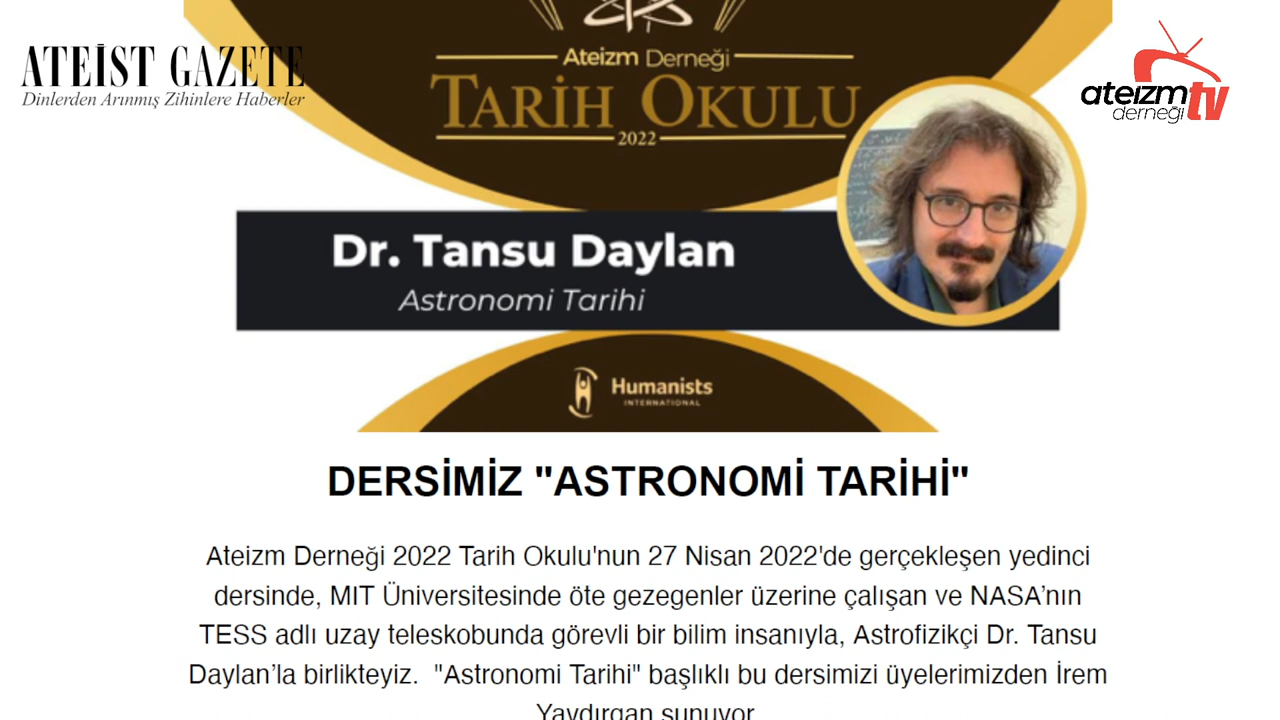 ATEİST GAZETE
Dinlerden Arınmış Zihinlere Haberler
Ateizm Derneği
TARİH OKULU
2022
ateizm tv
derneği
Dr. Tansu Daylan
Astronomi Tarihi
Humanists
INTERNATIONAL
DERSİMİZ "ASTRONOMİ TARİHİ"
Ateizm Derneği 2022 Tarih Okulu'nun 27 Nisan 2022'de gerçekleşen yedinci
dersinde, MIT Üniversitesinde öte gezegenler üzerine çalışan ve NASA’nın
TESS adlı uzay teleskobunda görevli bir bilim insanıyla, Astrofizikçi Dr. Tansu
Daylan’la birlikteyiz.  "Astronomi Tarihi" başlıklı bu dersimizi üyelerimizden İrem
Yaydırgan sunuyor